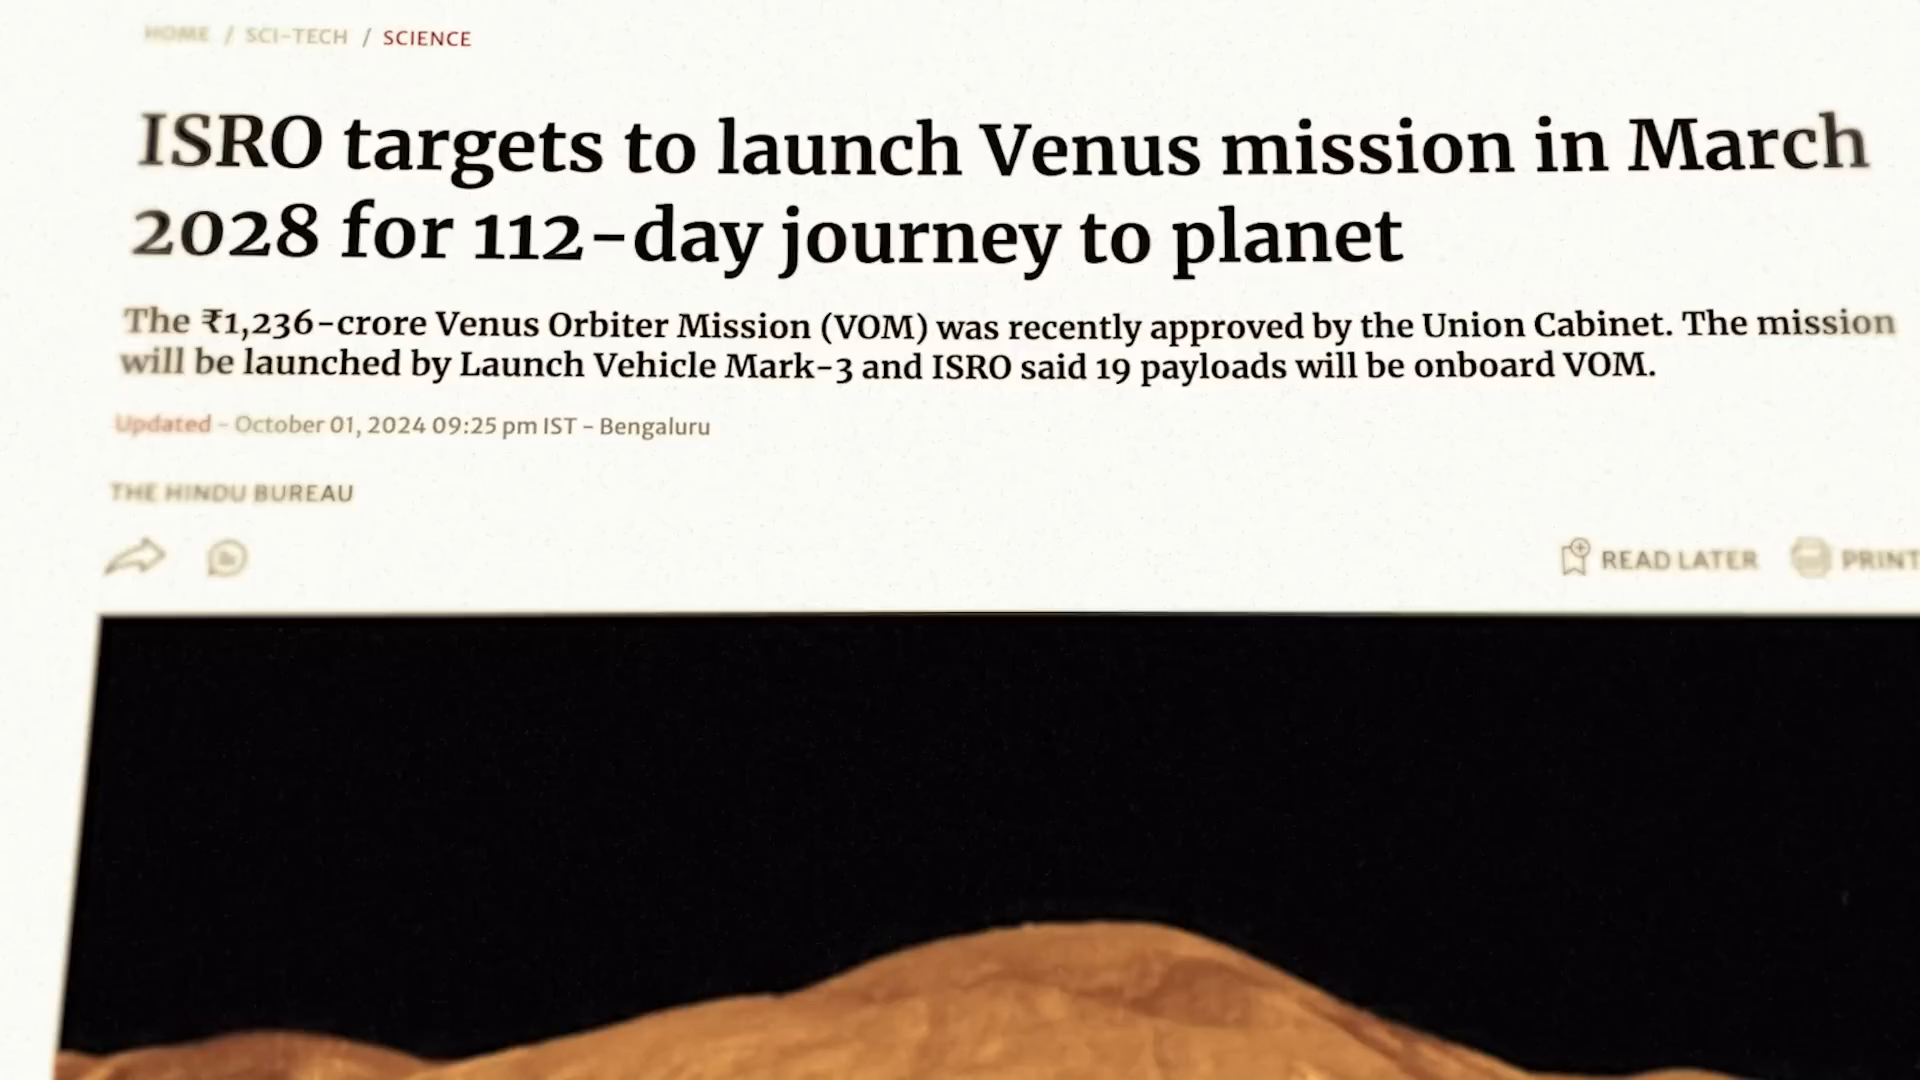 HOME / SCI-TECH / SCIENCE
ISRO targets to launch Venus mission in March
2028 for 112-day journey to planet
The ₹1,236-crore Venus Orbiter Mission (VOM) was recently approved by the Union Cabinet. The mission
will be launched by Launch Vehicle Mark-3 and ISRO said 19 payloads will be onboard VOM.
Updated - October 01, 2024 09:25 pm IST - Bengaluru
THE HINDU BUREAU
READ LATER PRINT